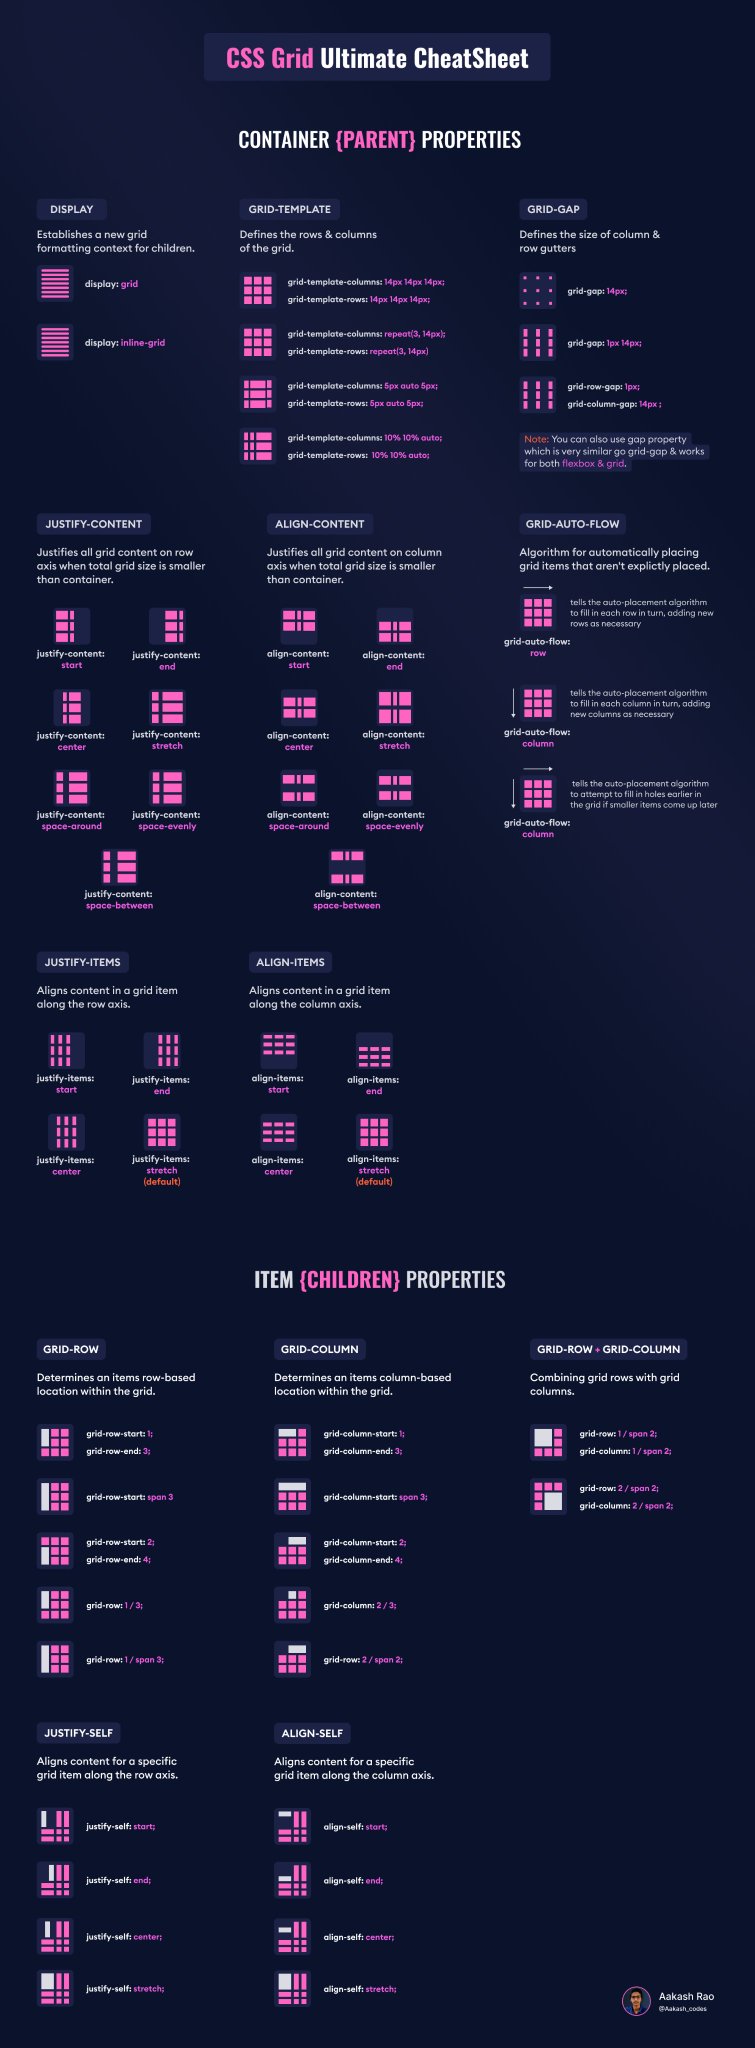 CSS Grid Ultimate CheatSheet
CONTAINER {PARENT} PROPERTIES
DISPLAY
Establishes a new grid
formatting context for children.
display: grid
display: inline-grid
GRID-TEMPLATE
Defines the rows & columns
of the grid.
grid-template-columns: 14px 14px 14px;
grid-template-rows: 14px 14px 14px;
grid-template-columns: repeat(3, 14px);
grid-template-rows: repeat(3, 14px)
grid-template-columns: 5px auto 5px;
grid-template-rows: 5px auto 5px;
grid-template-columns: 10% 10% auto;
grid-template-rows: 10% 10% auto;
GRID-GAP
Defines the size of column &
row gutters
grid-gap: 14px;
grid-gap: 1px 14px;
grid-row-gap: 1px;
grid-column-gap: 14px ;
Note: You can also use gap property
which is very similar go grid-gap & works
for both flexbox & grid.
JUSTIFY-CONTENT
Justifies all grid content on row
axis when total grid size is smaller
than container.
justify-content:
start
justify-content:
end
justify-content:
center
justify-content:
stretch
justify-content:
space-around
justify-content:
space-evenly
justify-content:
space-between
ALIGN-CONTENT
Justifies all grid content on column
axis when total grid size is smaller
than container.
align-content:
start
align-content:
end
align-content:
center
align-content:
stretch
align-content:
space-around
align-content:
space-evenly
align-content:
space-between
GRID-AUTO-FLOW
Algorithm for automatically placing
grid items that aren't explictly placed.
tells the auto-placement algorithm
to fill in each row in turn, adding new
rows as necessary
grid-auto-flow:
row
tells the auto-placement algorithm
to fill in each column in turn, adding
new columns as necessary
grid-auto-flow:
column
tells the auto-placement algorithm
to attempt to fill in holes earlier in
the grid if smaller items come up later
grid-auto-flow:
column
JUSTIFY-ITEMS
Aligns content in a grid item
along the row axis.
justify-items:
start
justify-items:
end
justify-items:
center
justify-items:
stretch
(default)
ALIGN-ITEMS
Aligns content in a grid item
along the column axis.
align-items:
start
align-items:
end
align-items:
center
align-items:
stretch
(default)
ITEM {CHILDREN} PROPERTIES
GRID-ROW
Determines an items row-based
location within the grid.
grid-row-start: 1;
grid-row-end: 3;
grid-row-start: span 3
grid-row-start: 2;
grid-row-end: 4;
grid-row: 1 / 3;
grid-row: 1 / span 3;
GRID-COLUMN
Determines an items column-based
location within the grid.
grid-column-start: 1;
grid-column-end: 3;
grid-column-start: span 3;
grid-column-start: 2;
grid-column-end: 4;
grid-column: 2 / 3;
grid-row: 2 / span 2;
GRID-ROW + GRID-COLUMN
Combining grid rows with grid
columns.
grid-row: 1 / span 2;
grid-column: 1 / span 2;
grid-row: 2 / span 2;
grid-column: 2 / span 2;
JUSTIFY-SELF
Aligns content for a specific
grid item along the row axis.
justify-self: start;
justify-self: end;
justify-self: center;
justify-self: stretch;
ALIGN-SELF
Aligns content for a specific
grid item along the column axis.
align-self: start;
align-self: end;
align-self: center;
align-self: stretch;
Aakash Rao
@Aakash_codes